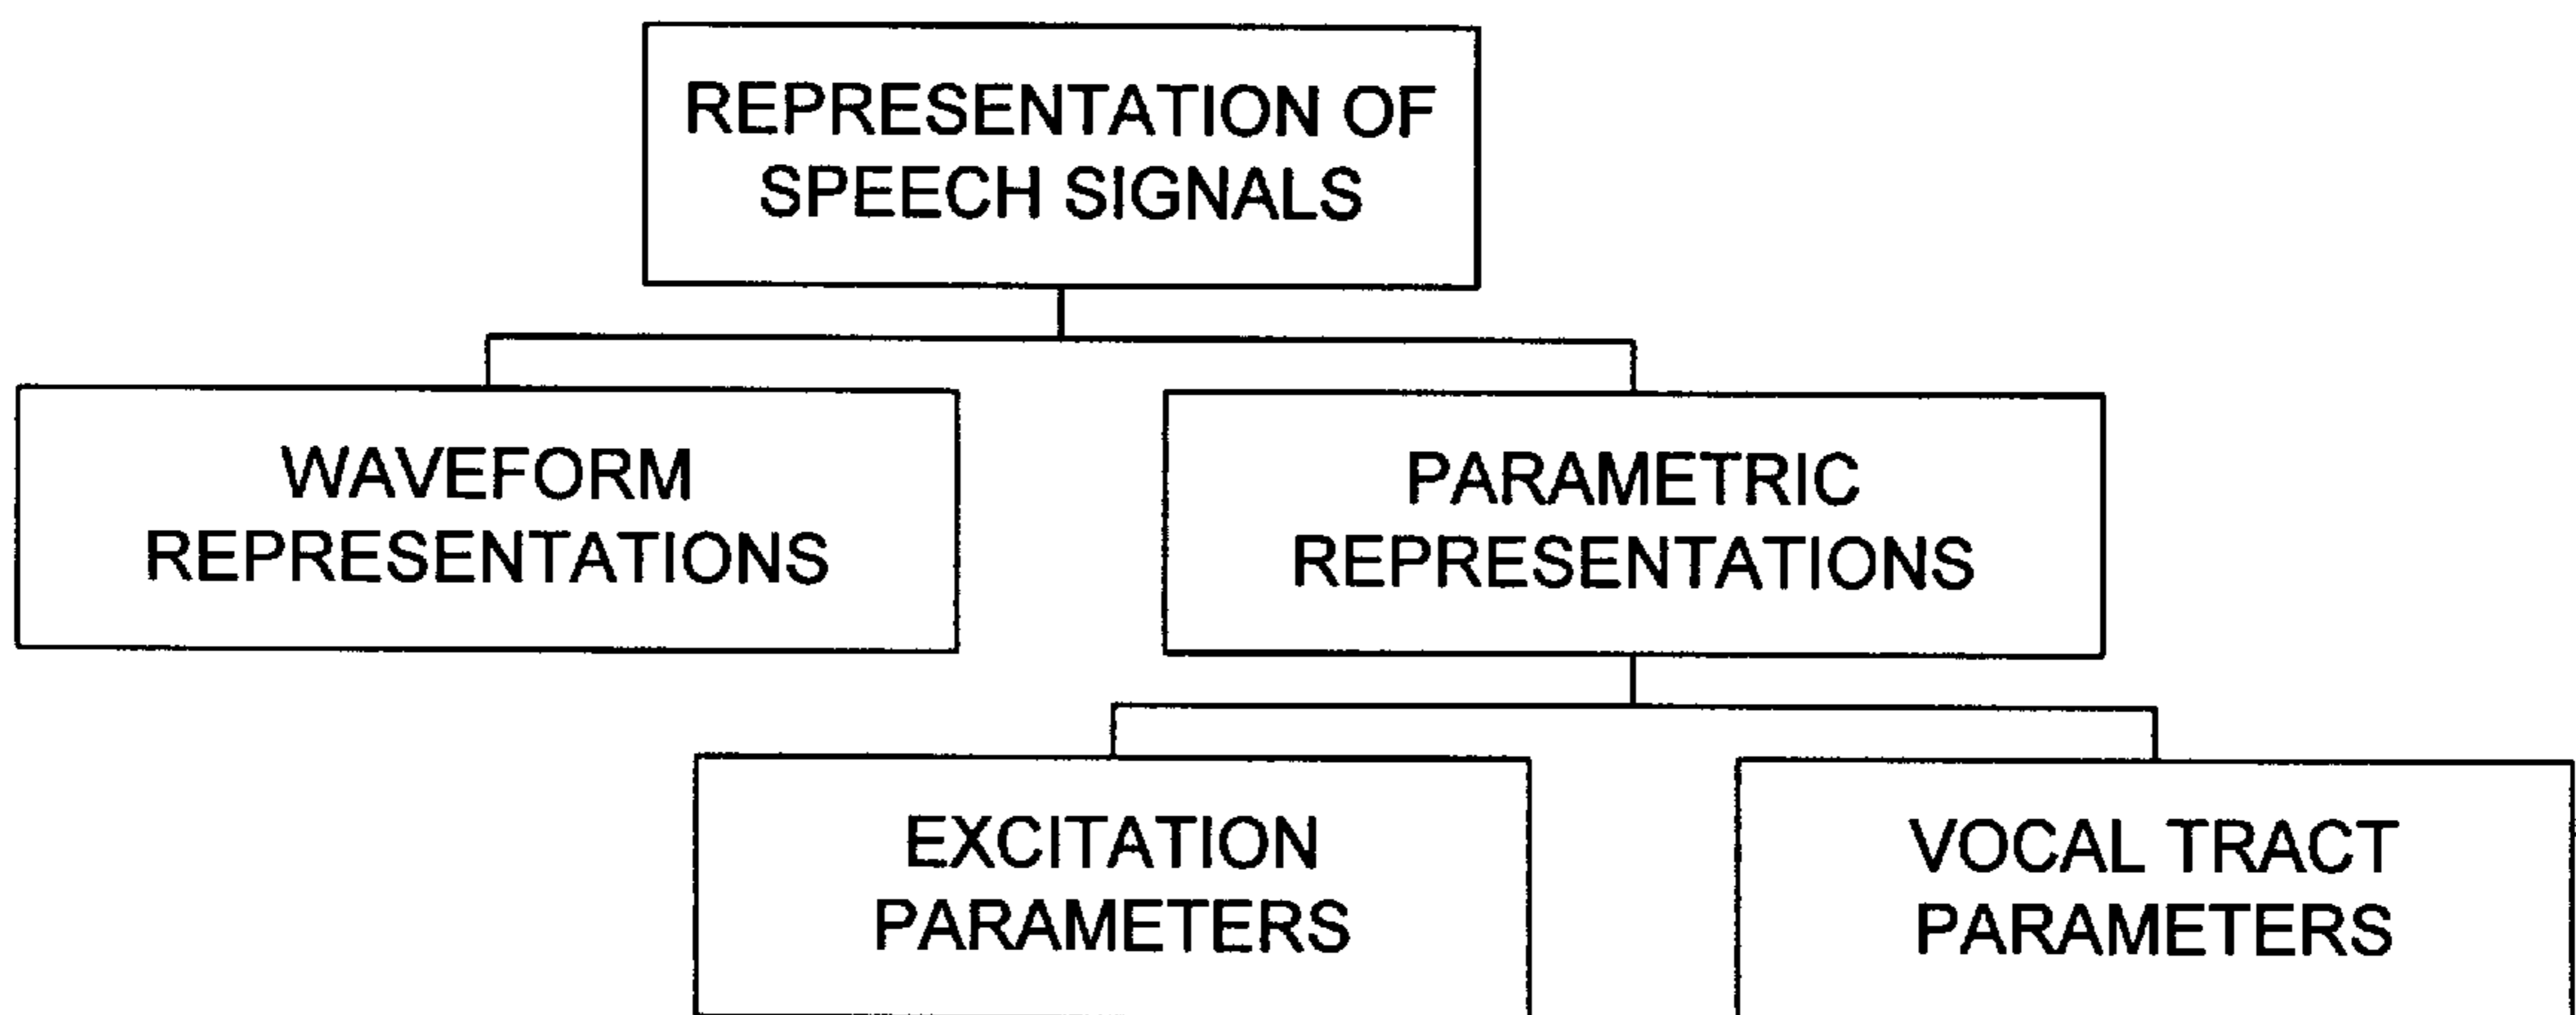 REPRESENTATION OF
SPEECH SIGNALS
WAVEFORM
REPRESENTATIONS
PARAMETRIC
REPRESENTATIONS
EXCITATION
PARAMETERS
VOCAL TRACT
PARAMETERS